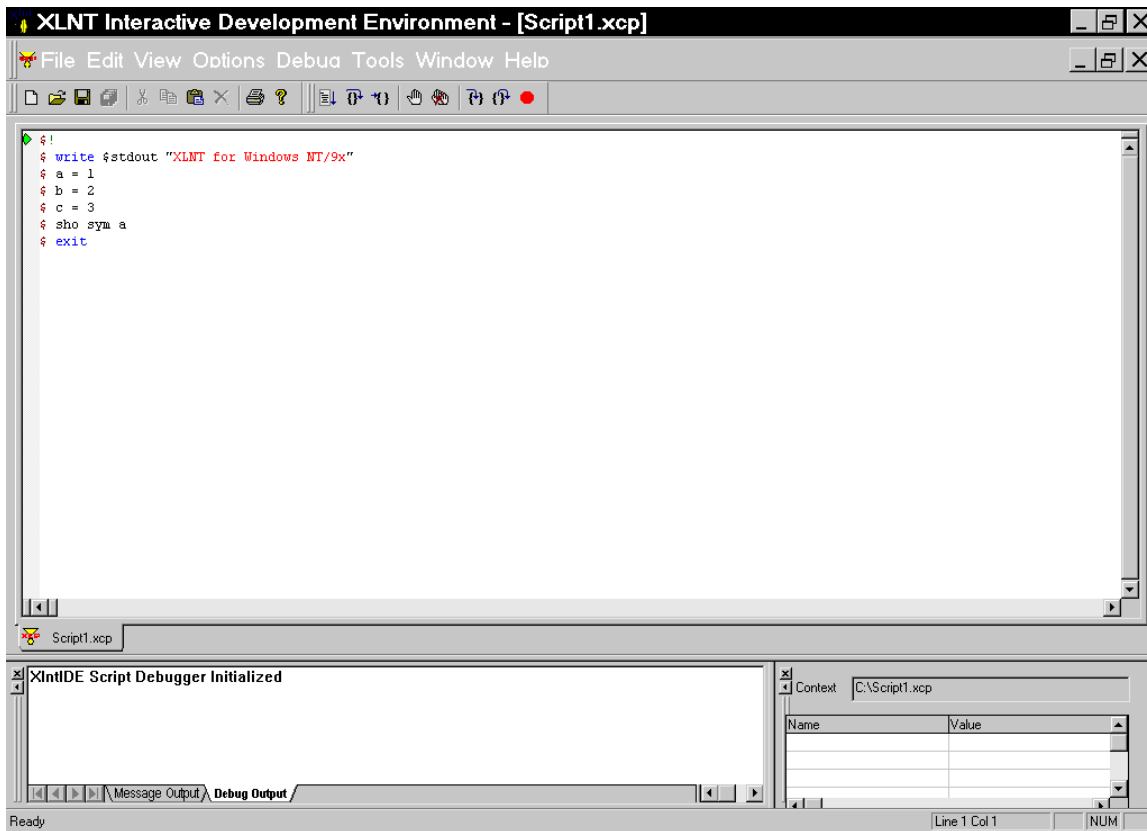 XLNT Interactive Development Environment - [Script1.xcp]
File Edit View Options Debug Tools Window Help
$!
$ write $stdout "XLNT for Windows NT/9x"
$ a = 1
$ b = 2
$ c = 3
$ sho sym a
$ exit
Script1.xcp
XlntIDE Script Debugger Initialized
Message Output Debug Output
Context C:\Script1.xcp
Name Value
Ready Line 1 Col 1 NUM